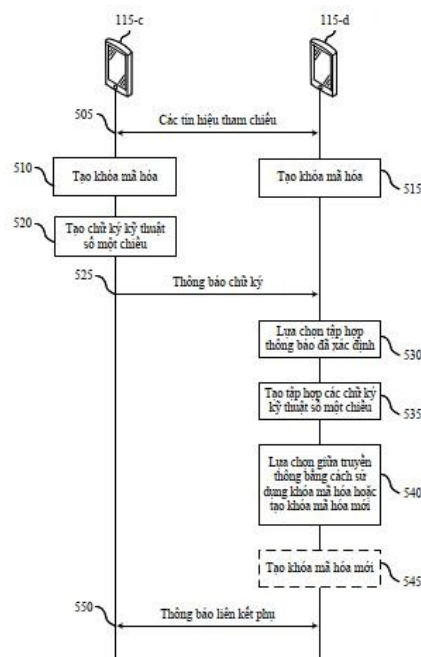 115-c
115-d
505
Các tín hiệu tham chiếu
510
Tạo khóa mã hóa
Tạo khóa mã hóa
515
520
Tạo chữ ký kỹ thuật
số một chiều
525
Thông báo chữ ký
Lựa chọn tập hợp
thông báo đã xác định
530
Tạo tập hợp các chữ ký
kỹ thuật số một chiều
535
Lựa chọn giữa truyền
thông bằng cách sử
dụng khóa mã hóa hoặc
tạo khóa mã hóa mới
540
Tạo khóa mã hóa mới
545
550
Thông báo liên kết phụ